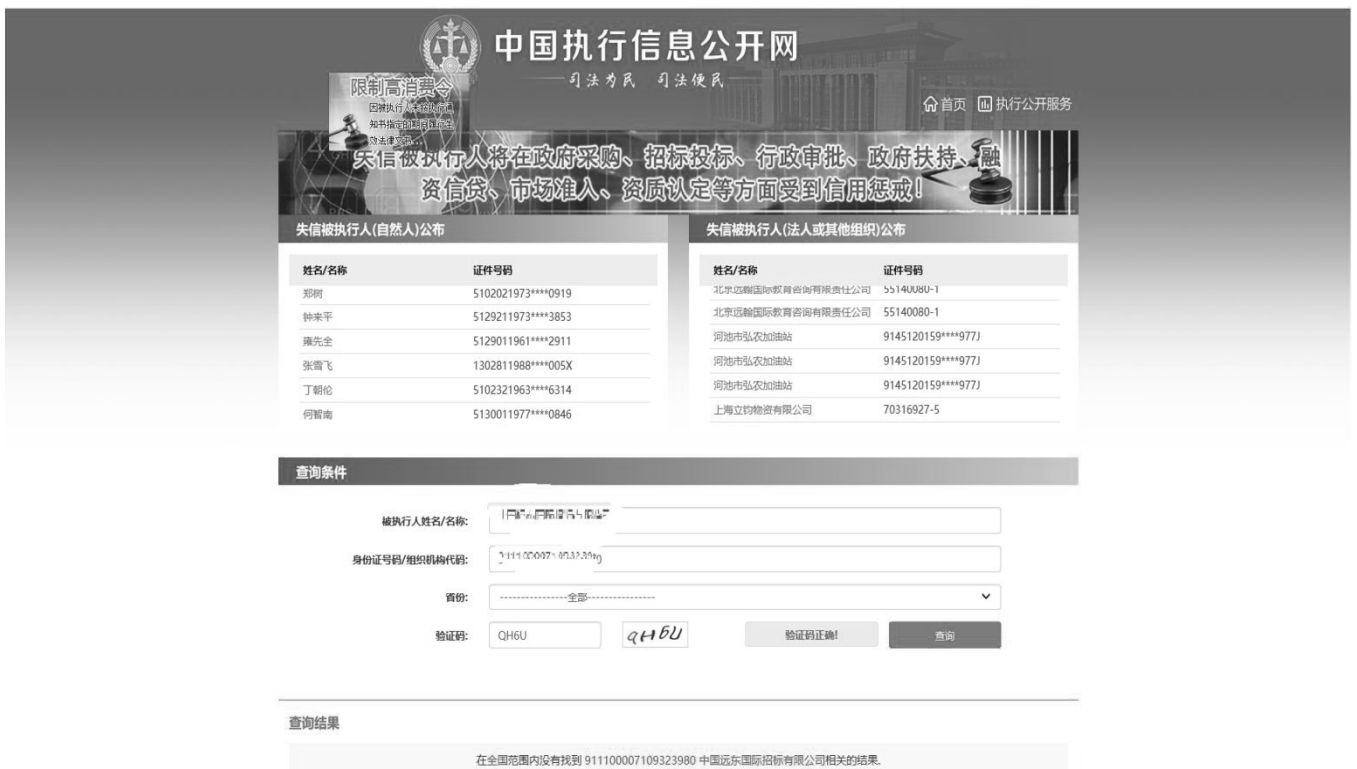 中国执行信息公开网
司法为民 司法便民
限制高消费令
首页 执行公开服务
失信被执行人将在政府采购、招标投标、行政审批、政府扶持、融
资信贷、市场准入、资质认定等方面受到信用惩戒!
失信被执行人(自然人)公布
姓名/名称 证件号码
郑树 5102021973****0919
钟来平 5129211973****3853
雍先全 5129011961****2911
张雪飞 1302811988****005X
丁朝伦 5102321963****6314
何智南 5130011977****0846
失信被执行人(法人或其他组织)公布
姓名/名称 证件号码
北京远翰国际教育咨询有限责任公司 55140080-1
北京远翰国际教育咨询有限责任公司 55140080-1
河池市弘农加油站 9145120159****977J
河池市弘农加油站 9145120159****977J
河池市弘农加油站 9145120159****977J
上海立钧物资有限公司 70316927-5
查询条件
被执行人姓名/名称:
身份证号码/组织机构代码:
省份: ----------------全部----------------
验证码: QH6U QH6U 验证码正确! 查询
查询结果
在全国范围内没有找到 911100007109323980 中国远东国际招标有限公司相关的结果.